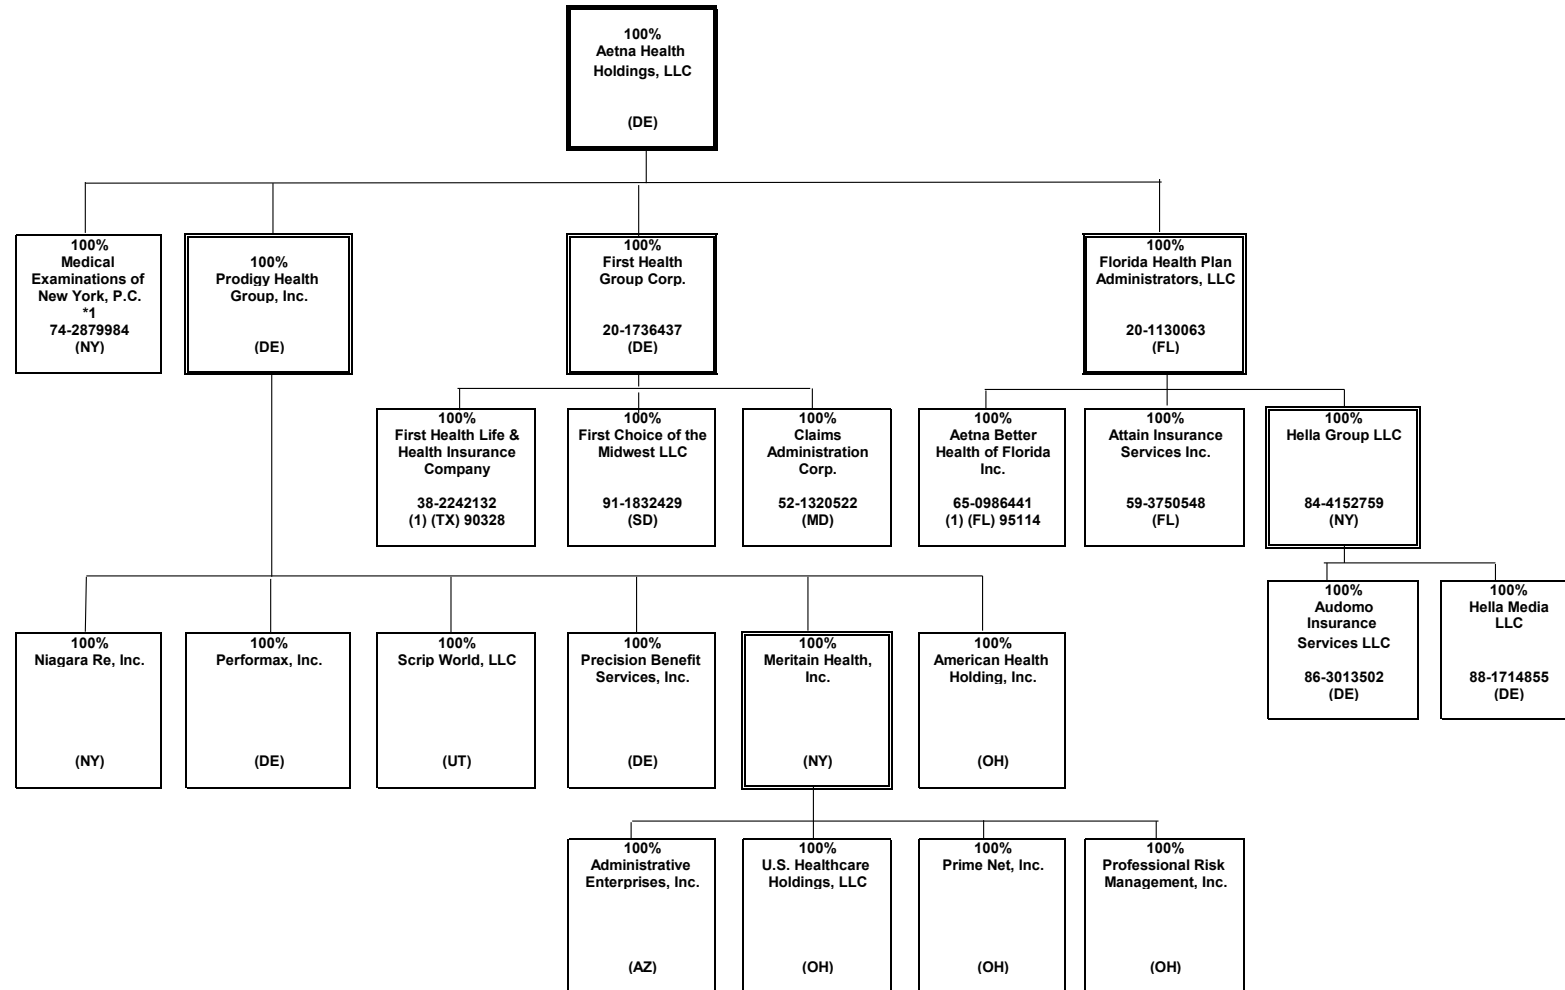 100%
Aetna Health
Holdings, LLC
(DE)
100%
Medical
Examinations of
New York, P.C.
*1
74-2879984
(NY)
100%
Prodigy Health
Group, Inc.
(DE)
100%
First Health
Group Corp.
20-1736437
(DE)
100%
Florida Health Plan
Administrators, LLC
20-1130063
(FL)
100%
First Health Life &
Health Insurance
Company
38-2242132
(1) (TX) 90328
100%
First Choice of the
Midwest LLC
91-1832429
(SD)
100%
Claims
Administration
Corp.
52-1320522
(MD)
100%
Aetna Better
Health of Florida
Inc.
65-0986441
(1) (FL) 95114
100%
Attain Insurance
Services Inc.
59-3750548
(FL)
100%
Hella Group LLC
84-4152759
(NY)
100%
Audomo
Insurance
Services LLC
86-3013502
(DE)
100%
Hella Media
LLC
88-1714855
(DE)
100%
Niagara Re, Inc.
(NY)
100%
Performax, Inc.
(DE)
100%
Scrip World, LLC
(UT)
100%
Precision Benefit
Services, Inc.
(DE)
100%
Meritain Health,
Inc.
(NY)
100%
American Health
Holding, Inc.
(OH)
100%
Administrative
Enterprises, Inc.
(AZ)
100%
U.S. Healthcare
Holdings, LLC
(OH)
100%
Prime Net, Inc.
(OH)
100%
Professional Risk
Management, Inc.
(OH)